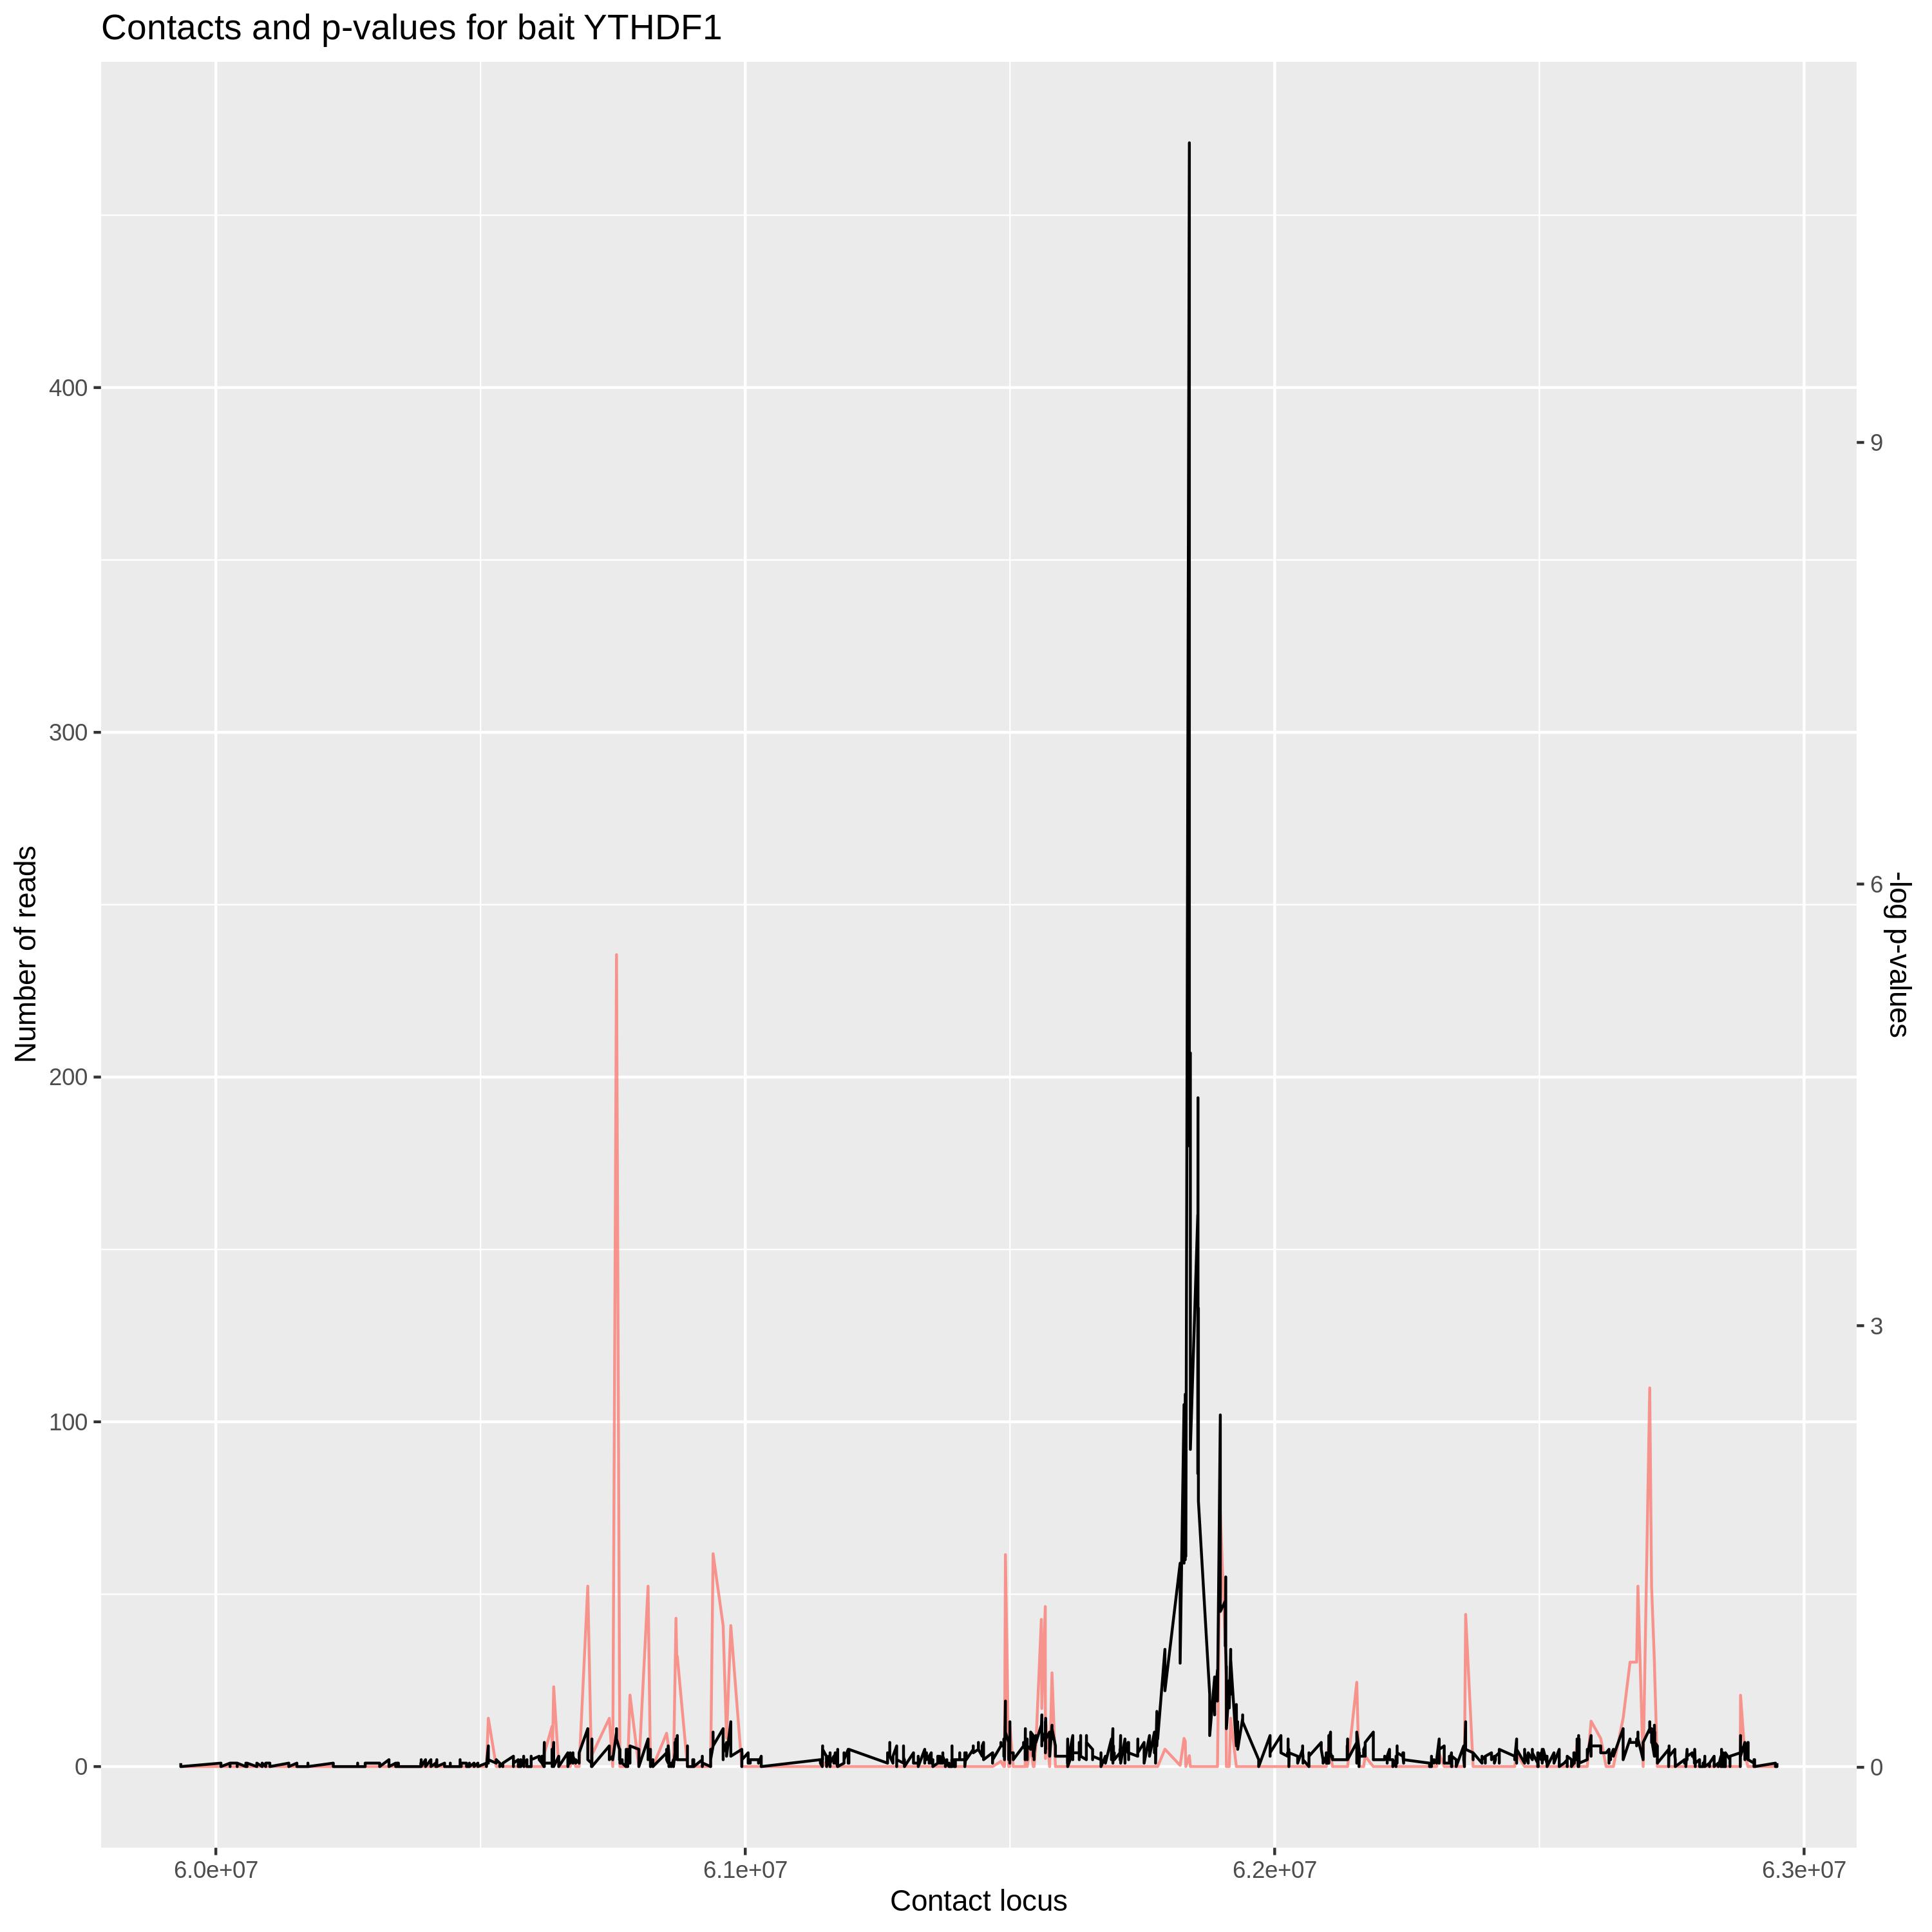 Contacts and p-values for bait YTHDF1
Number of reads
400
300
200
100
0
9
6
3
0
-log p-values
6.0e+07
6.1e+07
6.2e+07
6.3e+07
Contact locus